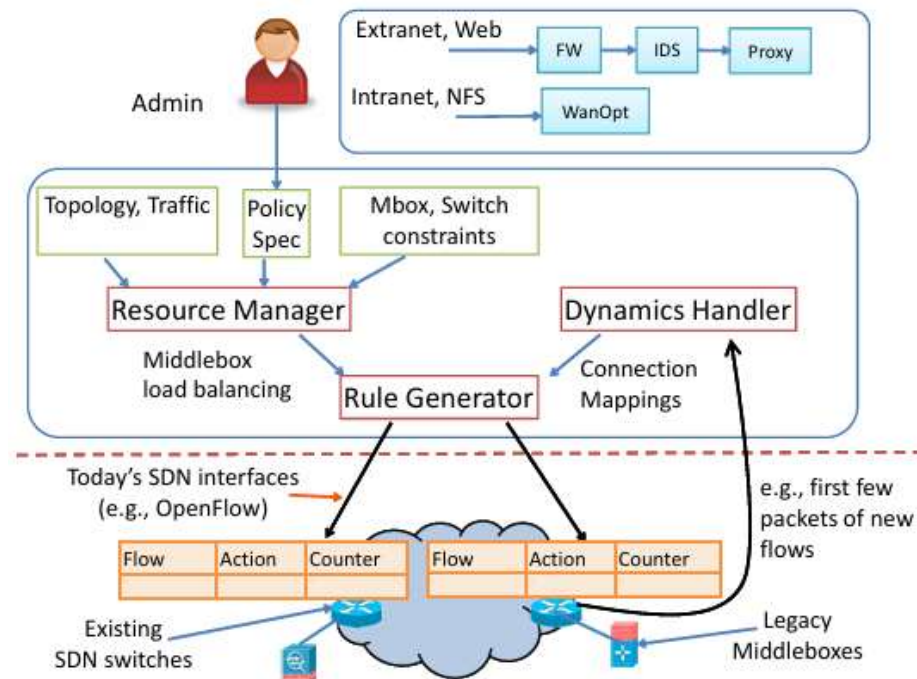 Extranet, Web
FW
IDS
Proxy
Admin
Intranet, NFS
WanOpt
Topology, Traffic
Policy
Spec
Mbox, Switch
constraints
Resource Manager
Dynamics Handler
Middlebox
load balancing
Connection
Mappings
Rule Generator
Today's SDN interfaces
(e.g., OpenFlow)
e.g., first few
packets of new
flows
Flow
Action
Counter
Flow
Action
Counter
Existing
SDN switches
Legacy
Middleboxes